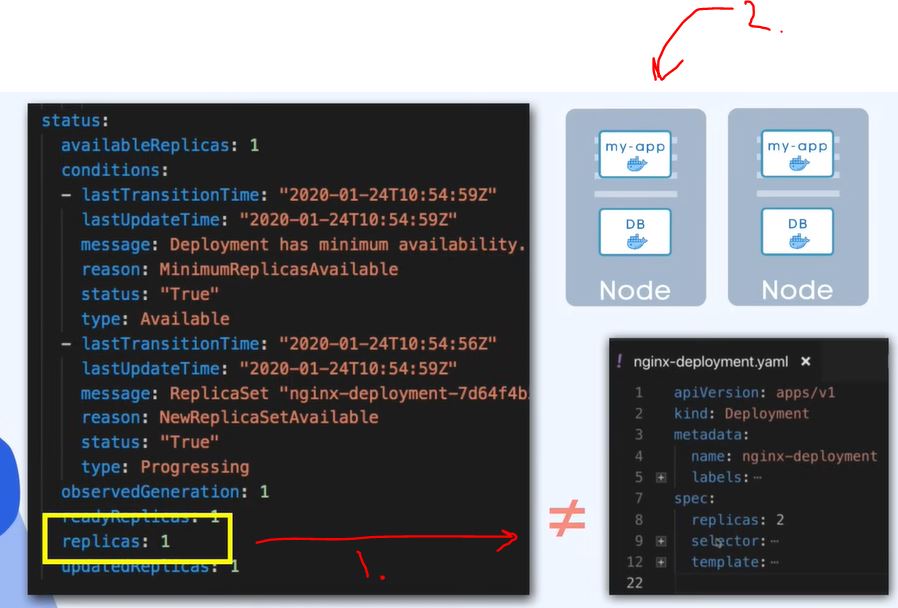 2.
status:
availableReplicas: 1
conditions:
- lastTransitionTime: "2020-01-24T10:54:59Z"
lastUpdateTime: "2020-01-24T10:54:59Z"
message: Deployment has minimum availability.
reason: MinimumReplicasAvailable
status: "True"
type: Available
- lastTransitionTime: "2020-01-24T10:54:56Z"
lastUpdateTime: "2020-01-24T10:54:59Z"
message: ReplicaSet "nginx-deployment-7d64f4b
reason: NewReplicaSetAvailable
status: "True"
type: Progressing
observedGeneration: 1
readyReplicas: 1
replicas: 1
updatedReplicas: 1
1.
≠
my-app
DB
Node
my-app
DB
Node
! nginx-deployment.yaml ×
1 apiVersion: apps/v1
2 kind: Deployment
3 metadata:
4 name: nginx-deployment
5 labels:⋯
7 spec:
8 replicas: 2
9 selector:⋯
12 template:⋯
22